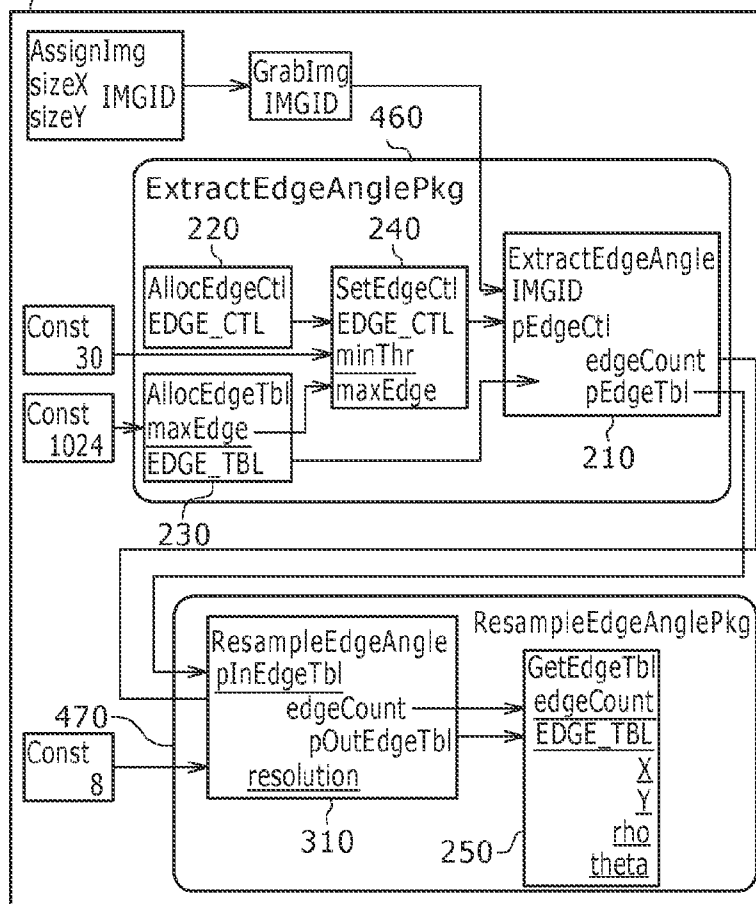 AssignImg
sizeX
IMGID
sizeY
GrabImg
IMGID
460
ExtractEdgeAnglePkg
220
240
AllocEdgeCtl
EDGE_CTL
SetEdgeCtl
EDGE_CTL
minThr
maxEdge
ExtractEdgeAngle
IMGID
pEdgeCtl
edgeCount
pEdgeTbl
Const
30
Const
1024
AllocEdgeTbl
maxEdge
EDGE_TBL
210
230
ResampleEdgeAnglePkg
ResampleEdgeAngle
pInEdgeTbl
edgeCount
pOutEdgeTbl
resolution
GetEdgeTbl
edgeCount
EDGE_TBL
X
Y
rho
theta
470
Const
8
310
250